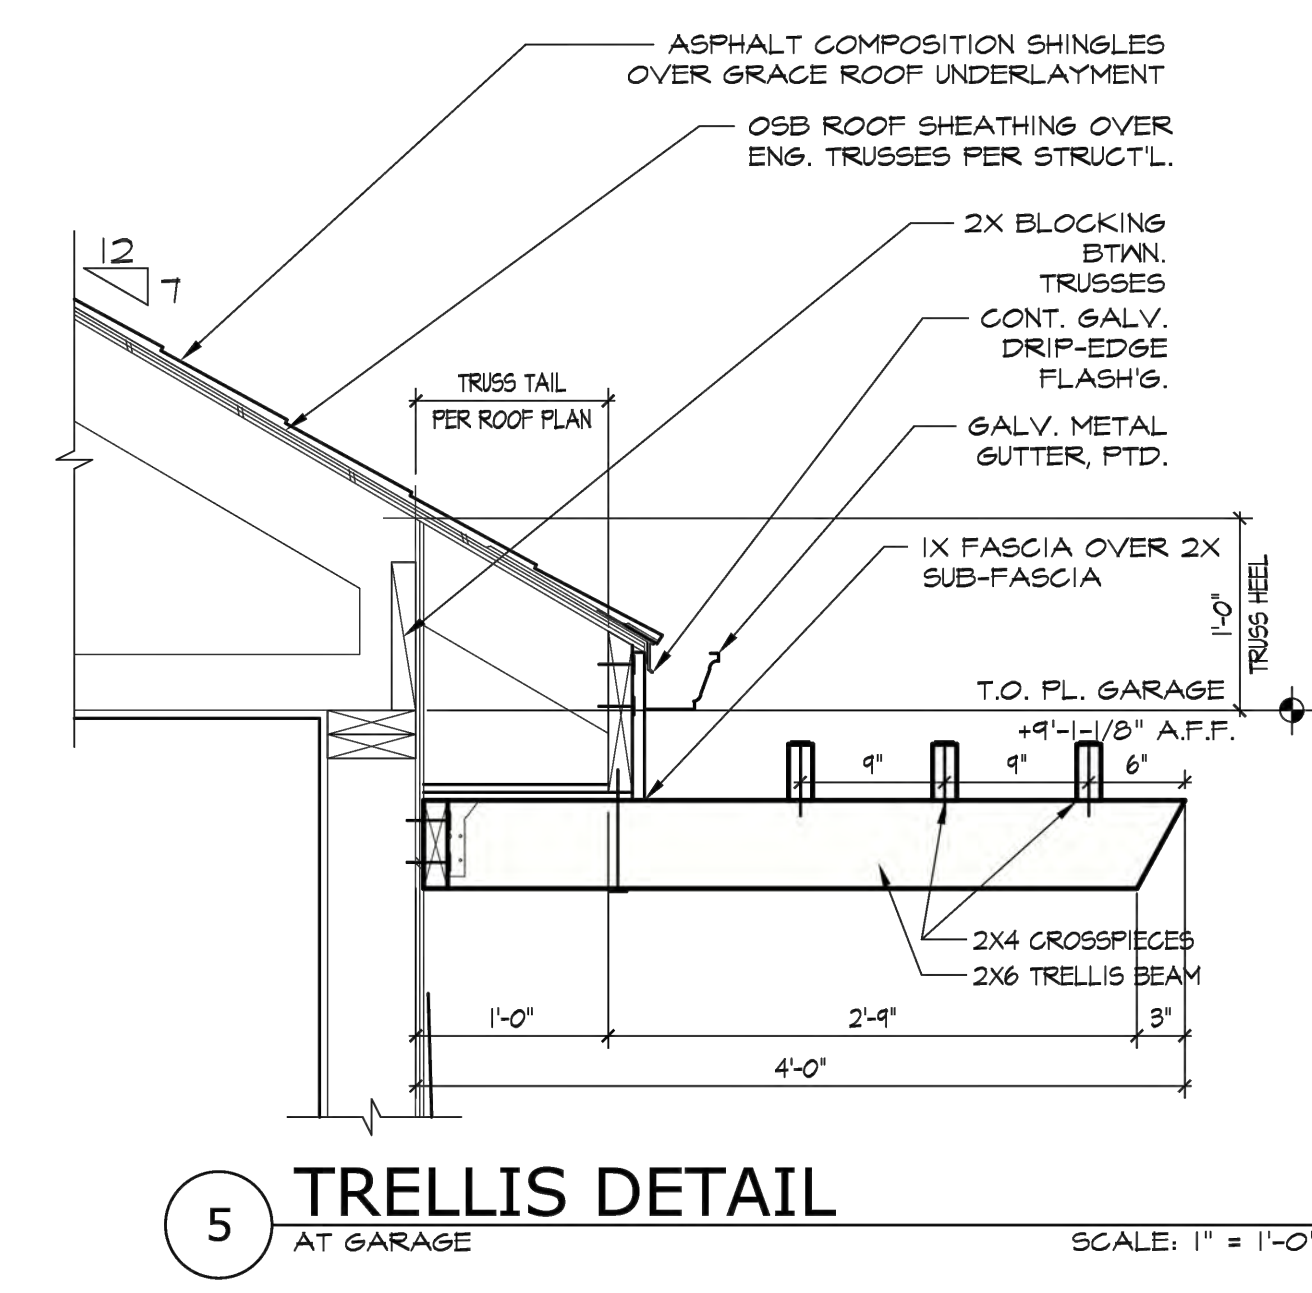 ASPHALT COMPOSITION SHINGLES
OVER GRACE ROOF UNDERLAYMENT
OSB ROOF SHEATHING OVER
ENG. TRUSSES PER STRUCT'L.
2X BLOCKING
BTWN.
TRUSSES
12
7
CONT. GALV.
DRIP-EDGE
FLASH'G.
TRUSS TAIL
PER ROOF PLAN
GALV. METAL
GUTTER, PTD.
1X FASCIA OVER 2X
SUB-FASCIA
1'-0"
TRUSS HEEL
T.O. PL. GARAGE
+9'-1-1/8" A.F.F.
9"
9"
6"
2X4 CROSSPIECES
2X6 TRELLIS BEAM
1'-0"
2'-9"
3"
4'-0"
5
TRELLIS DETAIL
AT GARAGE
SCALE: 1" = 1'-0"